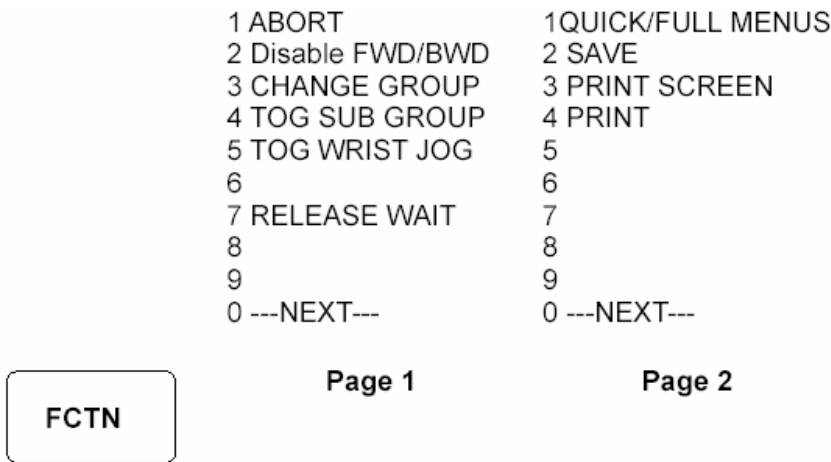 1 ABORT
2 Disable FWD/BWD
3 CHANGE GROUP
4 TOG SUB GROUP
5 TOG WRIST JOG
6
7 RELEASE WAIT
8
9
0 ---NEXT---
Page 1
1QUICK/FULL MENUS
2 SAVE
3 PRINT SCREEN
4 PRINT
5
6
7
8
9
0 ---NEXT---
Page 2
FCTN